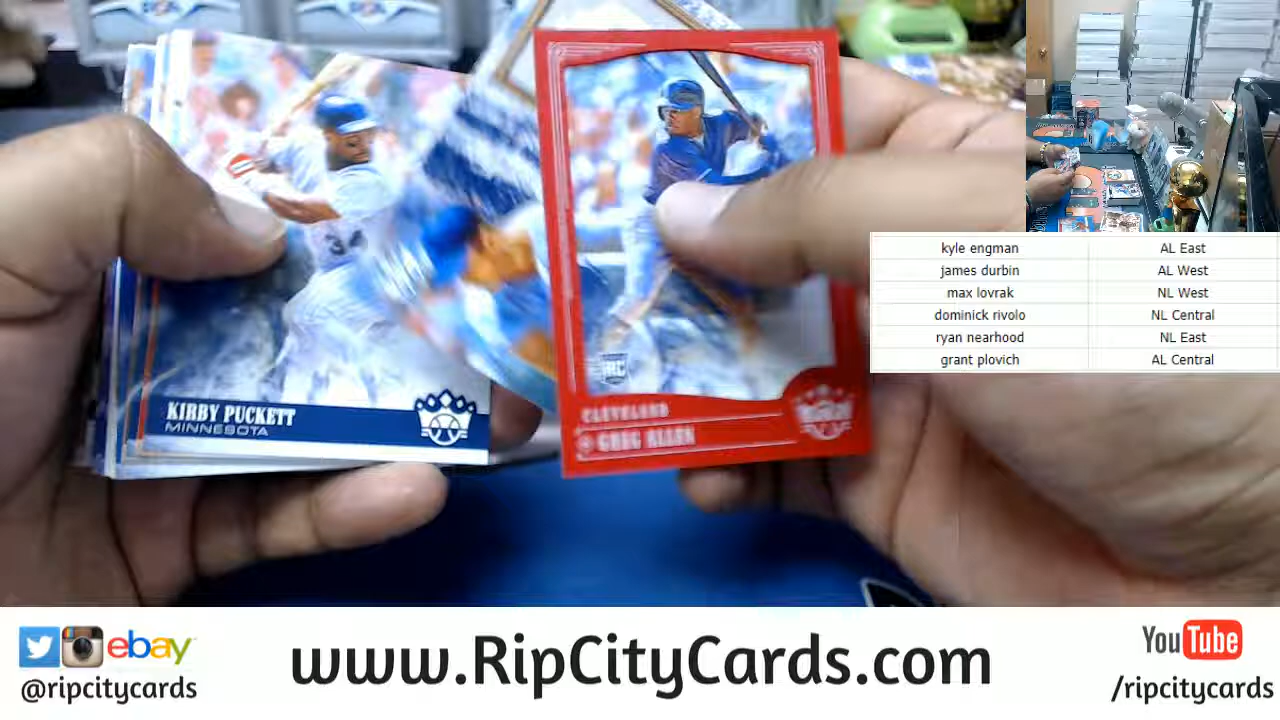 34
KIRBY PUCKETT
MINNESOTA
RC
CLEVELAND
GREG ALLEN
kyle engman AL East
james durbin AL West
max lovrak NL West
dominick rivolo NL Central
ryan nearhood NL East
grant plovich AL Central
ebay
@ripcitycards
www.RipCityCards.com
YouTube
/ripcitycards